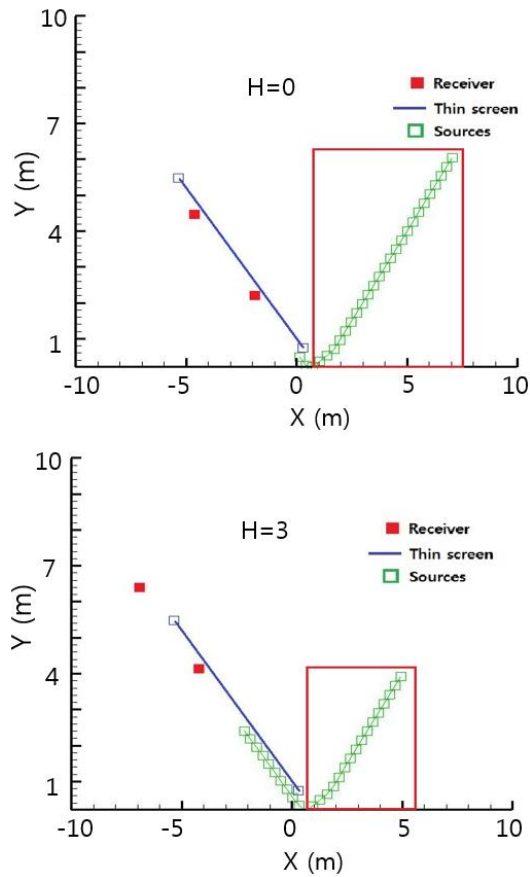 10
7
4
1
Y (m)
H=0
Receiver
Thin screen
Sources
-10
-5
0
5
10
X (m)
10
7
4
1
Y (m)
H=3
Receiver
Thin screen
Sources
-10
-5
0
5
10
X (m)